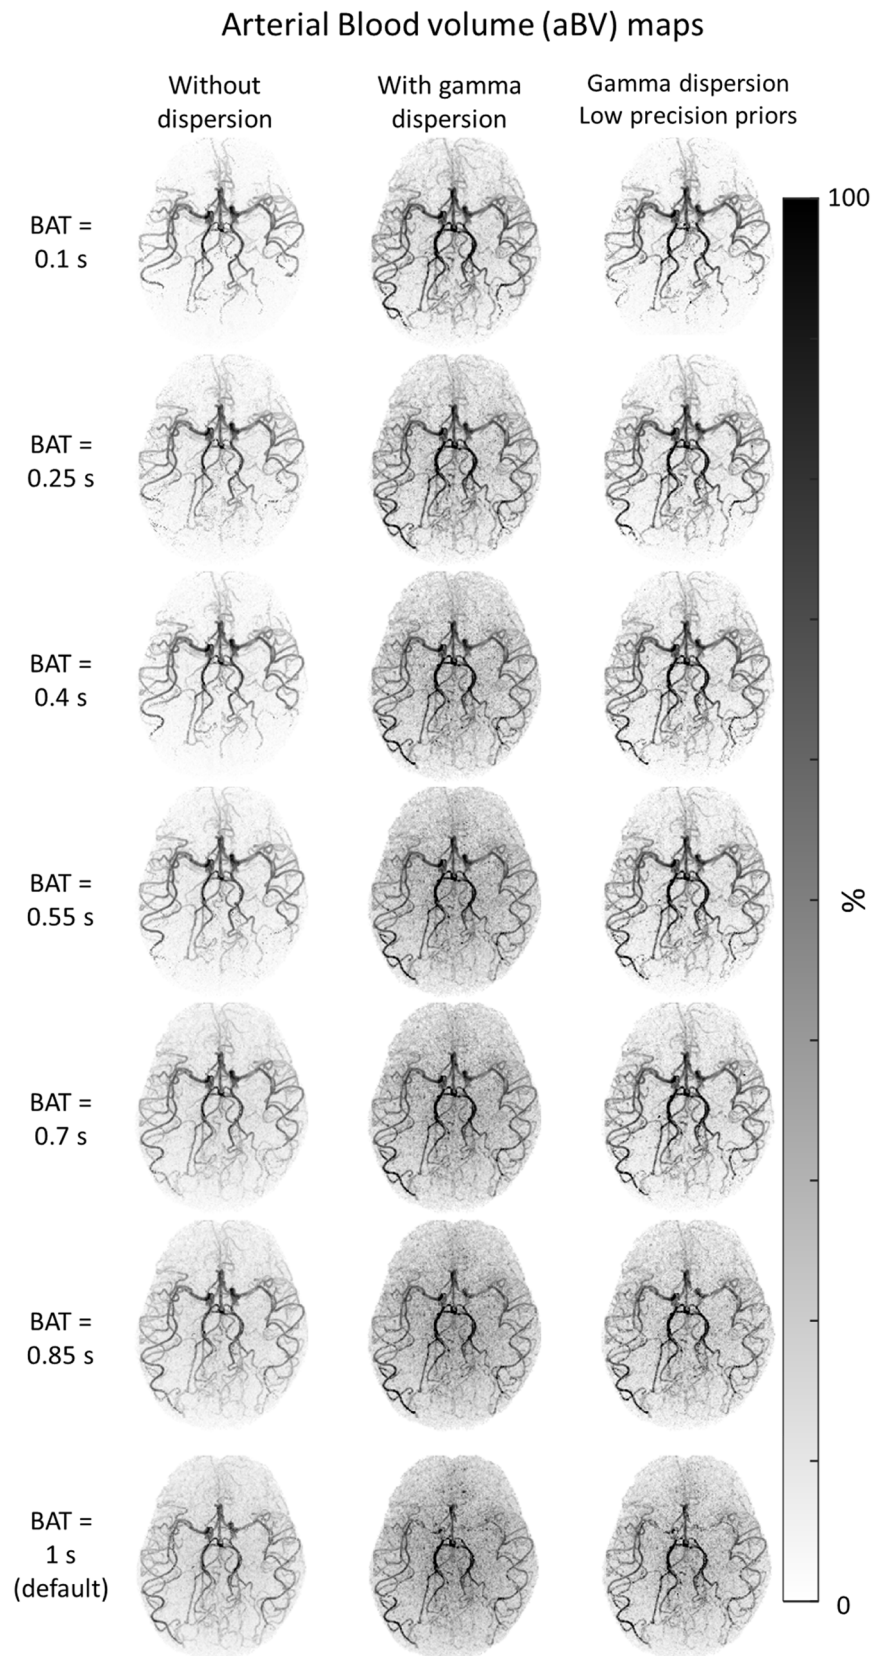 Arterial Blood volume (aBV) maps
Without
dispersion
With gamma
dispersion
Gamma dispersion
Low precision priors
BAT =
0.1 s
100
BAT =
0.25 s
BAT =
0.4 s
BAT =
0.55 s
%
BAT =
0.7 s
BAT =
0.85 s
BAT =
1 s
(default)
0